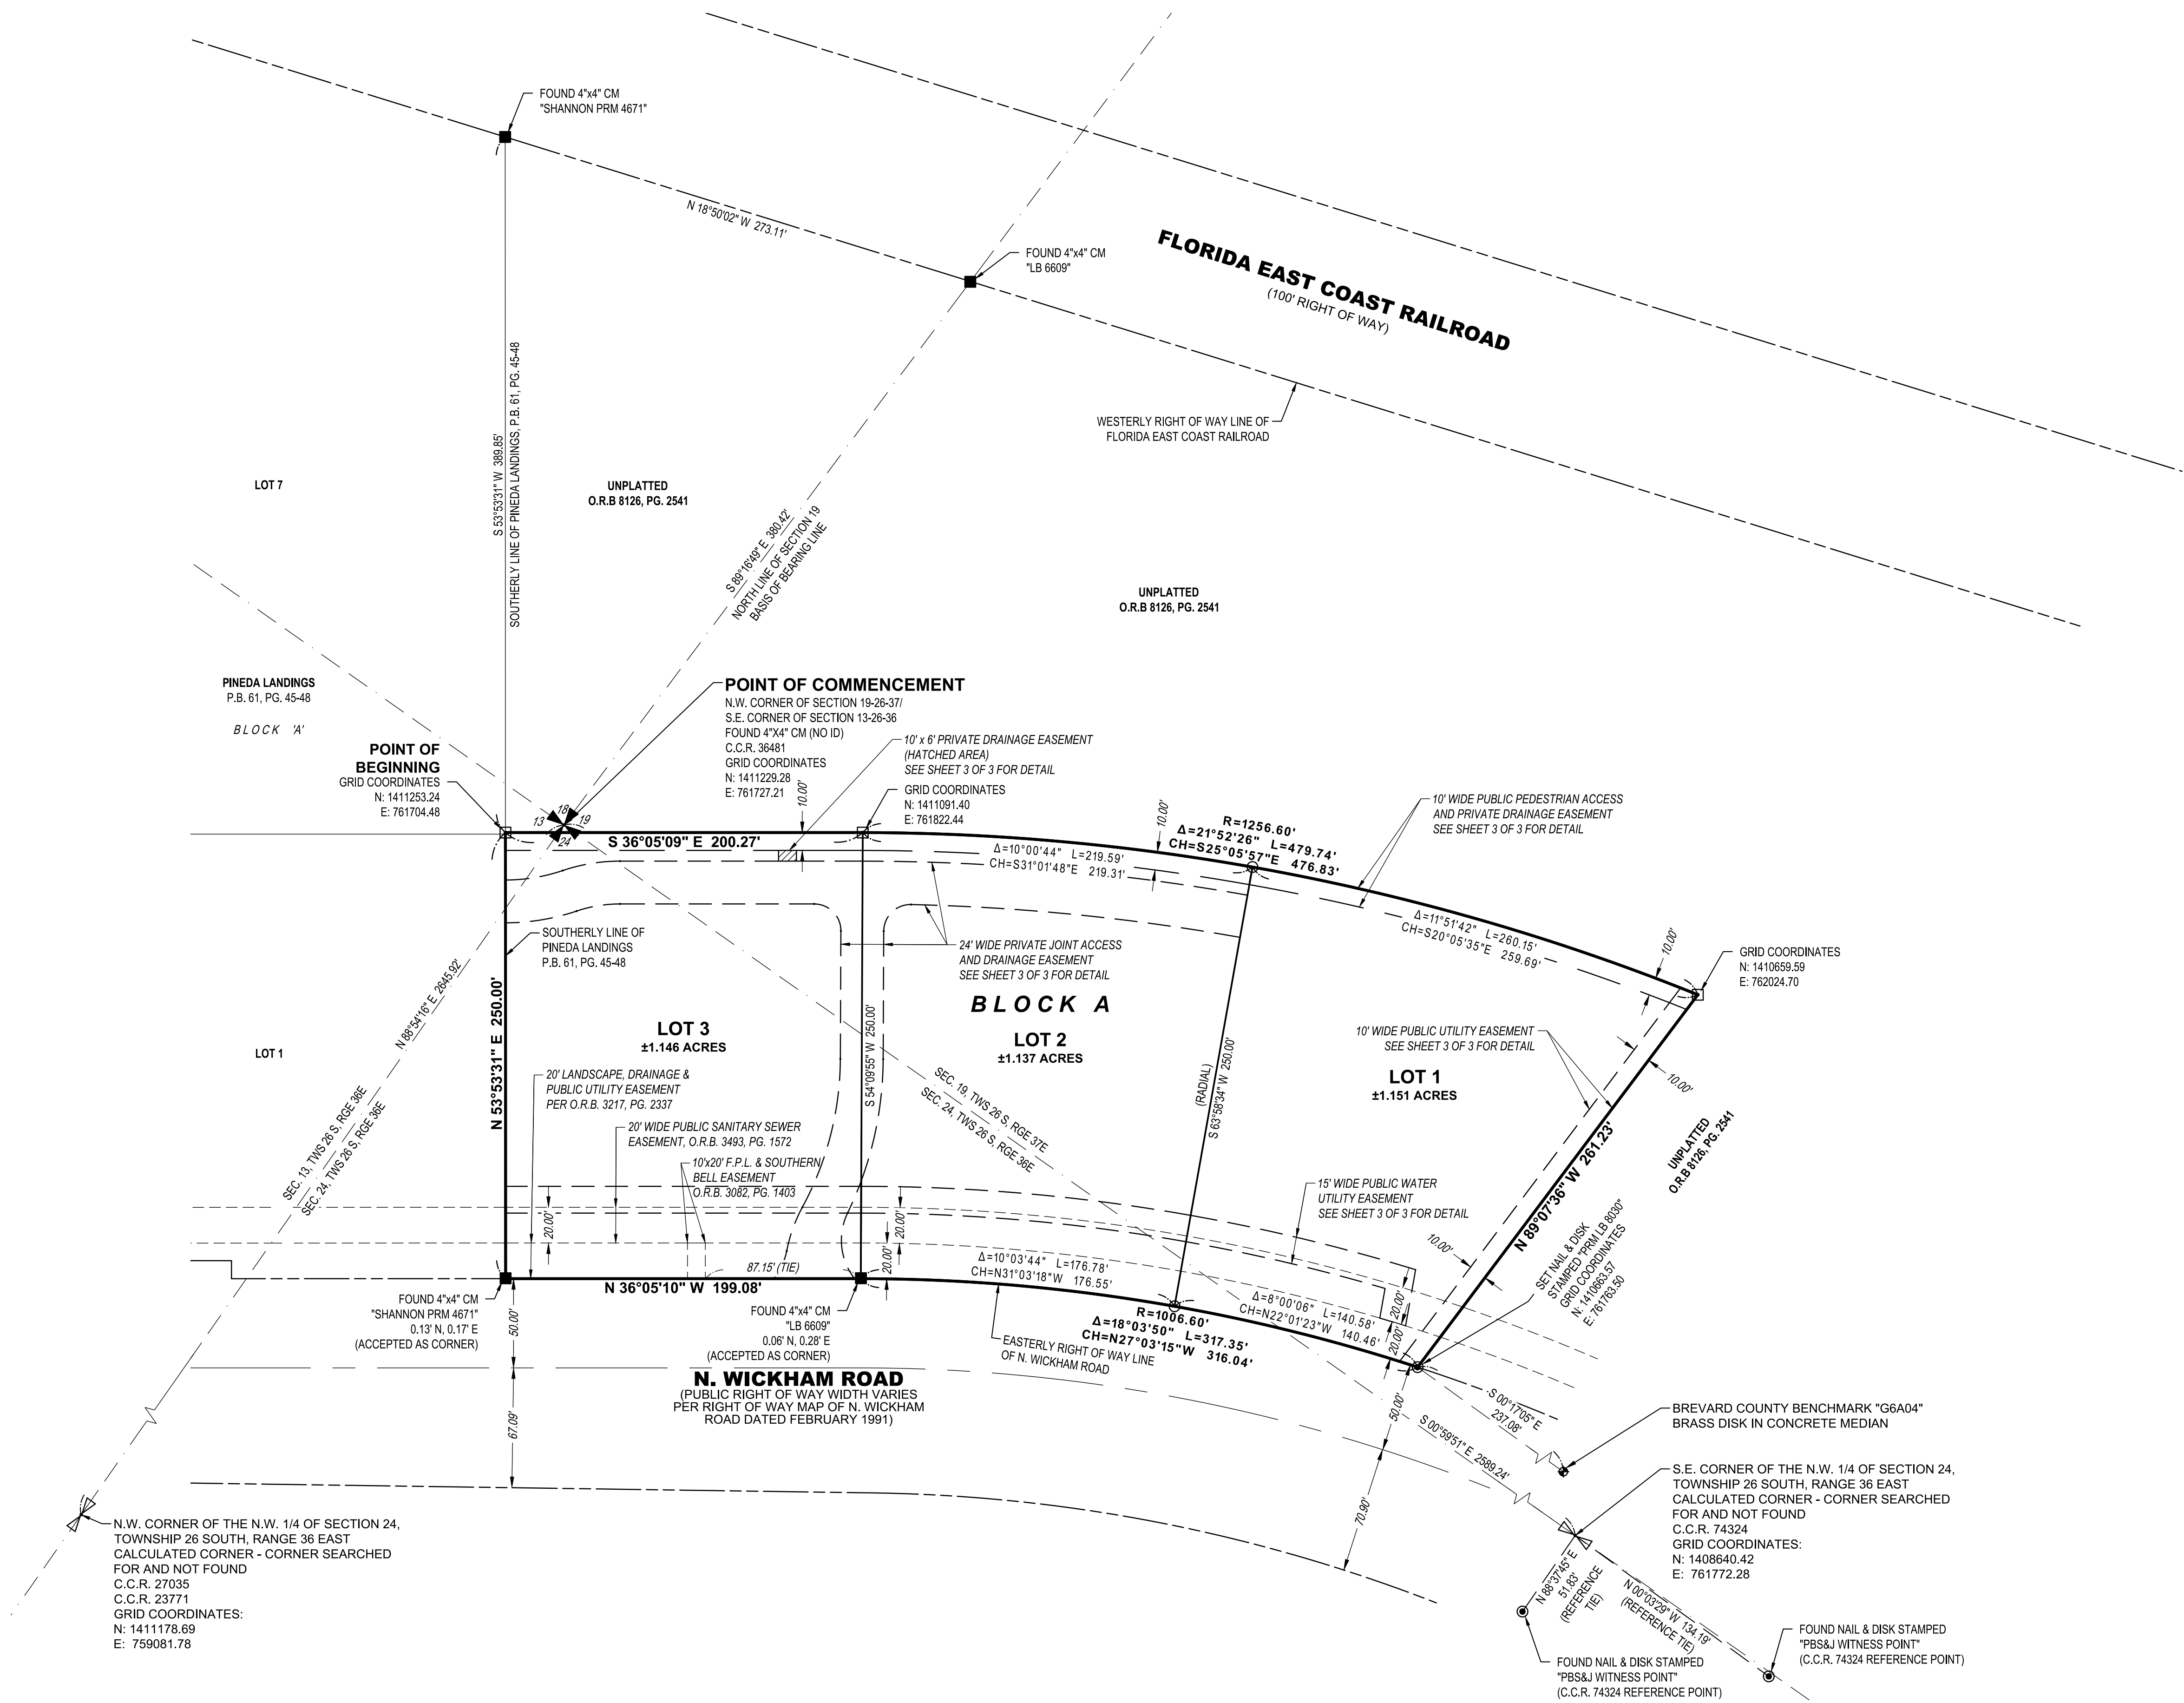 FOUND 4"x4" CM
"SHANNON PRM 4671"
N 18°50'02" W 273.11'
FOUND 4"x4" CM
"LB 6609"
FLORIDA EAST COAST RAILROAD
(100' RIGHT OF WAY)
WESTERLY RIGHT OF WAY LINE OF
FLORIDA EAST COAST RAILROAD
S 53°53'31" W 389.85'
SOUTHERLY LINE OF PINEDA LANDINGS, P.B. 61, PG. 45-48
LOT 7
UNPLATTED
O.R.B 8126, PG. 2541
S 89°16'49" E 380.42'
NORTH LINE OF SECTION 19
BASIS OF BEARING LINE
UNPLATTED
O.R.B 8126, PG. 2541
PINEDA LANDINGS
P.B. 61, PG. 45-48
BLOCK 'A'
POINT OF
BEGINNING
GRID COORDINATES
N: 1411253.24
E: 761704.48
POINT OF COMMENCEMENT
N.W. CORNER OF SECTION 19-26-37/
S.E. CORNER OF SECTION 13-26-36
FOUND 4"X4" CM (NO ID)
C.C.R. 36481
GRID COORDINATES
N: 1411229.28
E: 761727.21
10' x 6' PRIVATE DRAINAGE EASEMENT
(HATCHED AREA)
SEE SHEET 3 OF 3 FOR DETAIL
GRID COORDINATES
N: 1411091.40
E: 761822.44
10.00'
10.00'
10' WIDE PUBLIC PEDESTRIAN ACCESS
AND PRIVATE DRAINAGE EASEMENT
SEE SHEET 3 OF 3 FOR DETAIL
18
13
19
24
S 36°05'09" E 200.27'
R=1256.60'
Δ=21°52'26" L=479.74'
CH=S25°05'57"E 476.83'
Δ=10°00'44" L=219.59'
CH=S31°01'48"E 219.31'
Δ=11°51'42" L=260.15'
CH=S20°05'35"E 259.69'
10.00'
GRID COORDINATES
N: 1410659.59
E: 762024.70
SOUTHERLY LINE OF
PINEDA LANDINGS
P.B. 61, PG. 45-48
24' WIDE PRIVATE JOINT ACCESS
AND DRAINAGE EASEMENT
SEE SHEET 3 OF 3 FOR DETAIL
BLOCK A
N 53°53'31" E 250.00'
N 88°54'16" E 2645.92'
LOT 3
±1.146 ACRES
LOT 2
±1.137 ACRES
LOT 1
±1.151 ACRES
LOT 1
10' WIDE PUBLIC UTILITY EASEMENT
SEE SHEET 3 OF 3 FOR DETAIL
10.00'
S 54°09'55" W 250.00'
(RADIAL)
S 63°58'34" W 250.00'
SEC. 19, TWS 26 S, RGE 37E
SEC. 24, TWS 26 S, RGE 36E
SEC. 13, TWS 26 S, RGE 36E
SEC. 24, TWS 26 S, RGE 36E
20' LANDSCAPE, DRAINAGE &
PUBLIC UTILITY EASEMENT
PER O.R.B. 3217, PG. 2337
20' WIDE PUBLIC SANITARY SEWER
EASEMENT, O.R.B. 3493, PG. 1572
10'x20' F.P.L. & SOUTHERN
BELL EASEMENT
O.R.B. 3082, PG. 1403
15' WIDE PUBLIC WATER
UTILITY EASEMENT
SEE SHEET 3 OF 3 FOR DETAIL
N 89°07'36" W 261.23'
UNPLATTED
O.R.B 8126, PG. 2541
10.00'
SET NAIL & DISK
STAMPED "PRM LB 8030"
GRID COORDINATES
N: 1410663.57
E: 761763.50
20.00'
20.00'
20.00'
87.15' (TIE)
N 36°05'10" W 199.08'
Δ=10°03'44" L=176.78'
CH=N31°03'18"W 176.55'
Δ=8°00'06" L=140.58'
CH=N22°01'23"W 140.46'
20.00'
20.00'
R=1006.60'
Δ=18°03'50" L=317.35'
CH=N27°03'15"W 316.04'
FOUND 4"x4" CM
"SHANNON PRM 4671"
0.13' N, 0.17' E
(ACCEPTED AS CORNER)
50.00'
FOUND 4"x4" CM
"LB 6609"
0.06' N, 0.28' E
(ACCEPTED AS CORNER)
EASTERLY RIGHT OF WAY LINE
OF N. WICKHAM ROAD
N. WICKHAM ROAD
(PUBLIC RIGHT OF WAY WIDTH VARIES
PER RIGHT OF WAY MAP OF N. WICKHAM
ROAD DATED FEBRUARY 1991)
67.09'
50.00'
70.90'
S 00°17'05" E
237.08'
S 00°59'51" E 2589.24'
BREVARD COUNTY BENCHMARK "G6A04"
BRASS DISK IN CONCRETE MEDIAN
S.E. CORNER OF THE N.W. 1/4 OF SECTION 24,
TOWNSHIP 26 SOUTH, RANGE 36 EAST
CALCULATED CORNER - CORNER SEARCHED
FOR AND NOT FOUND
C.C.R. 74324
GRID COORDINATES:
N: 1408640.42
E: 761772.28
N.W. CORNER OF THE N.W. 1/4 OF SECTION 24,
TOWNSHIP 26 SOUTH, RANGE 36 EAST
CALCULATED CORNER - CORNER SEARCHED
FOR AND NOT FOUND
C.C.R. 27035
C.C.R. 23771
GRID COORDINATES:
N: 1411178.69
E: 759081.78
N 88°37'45" E
51.83'
(REFERENCE
TIE)
N 00°03'29" W 134.19'
(REFERENCE TIE)
FOUND NAIL & DISK STAMPED
"PBS&J WITNESS POINT"
(C.C.R. 74324 REFERENCE POINT)
FOUND NAIL & DISK STAMPED
"PBS&J WITNESS POINT"
(C.C.R. 74324 REFERENCE POINT)